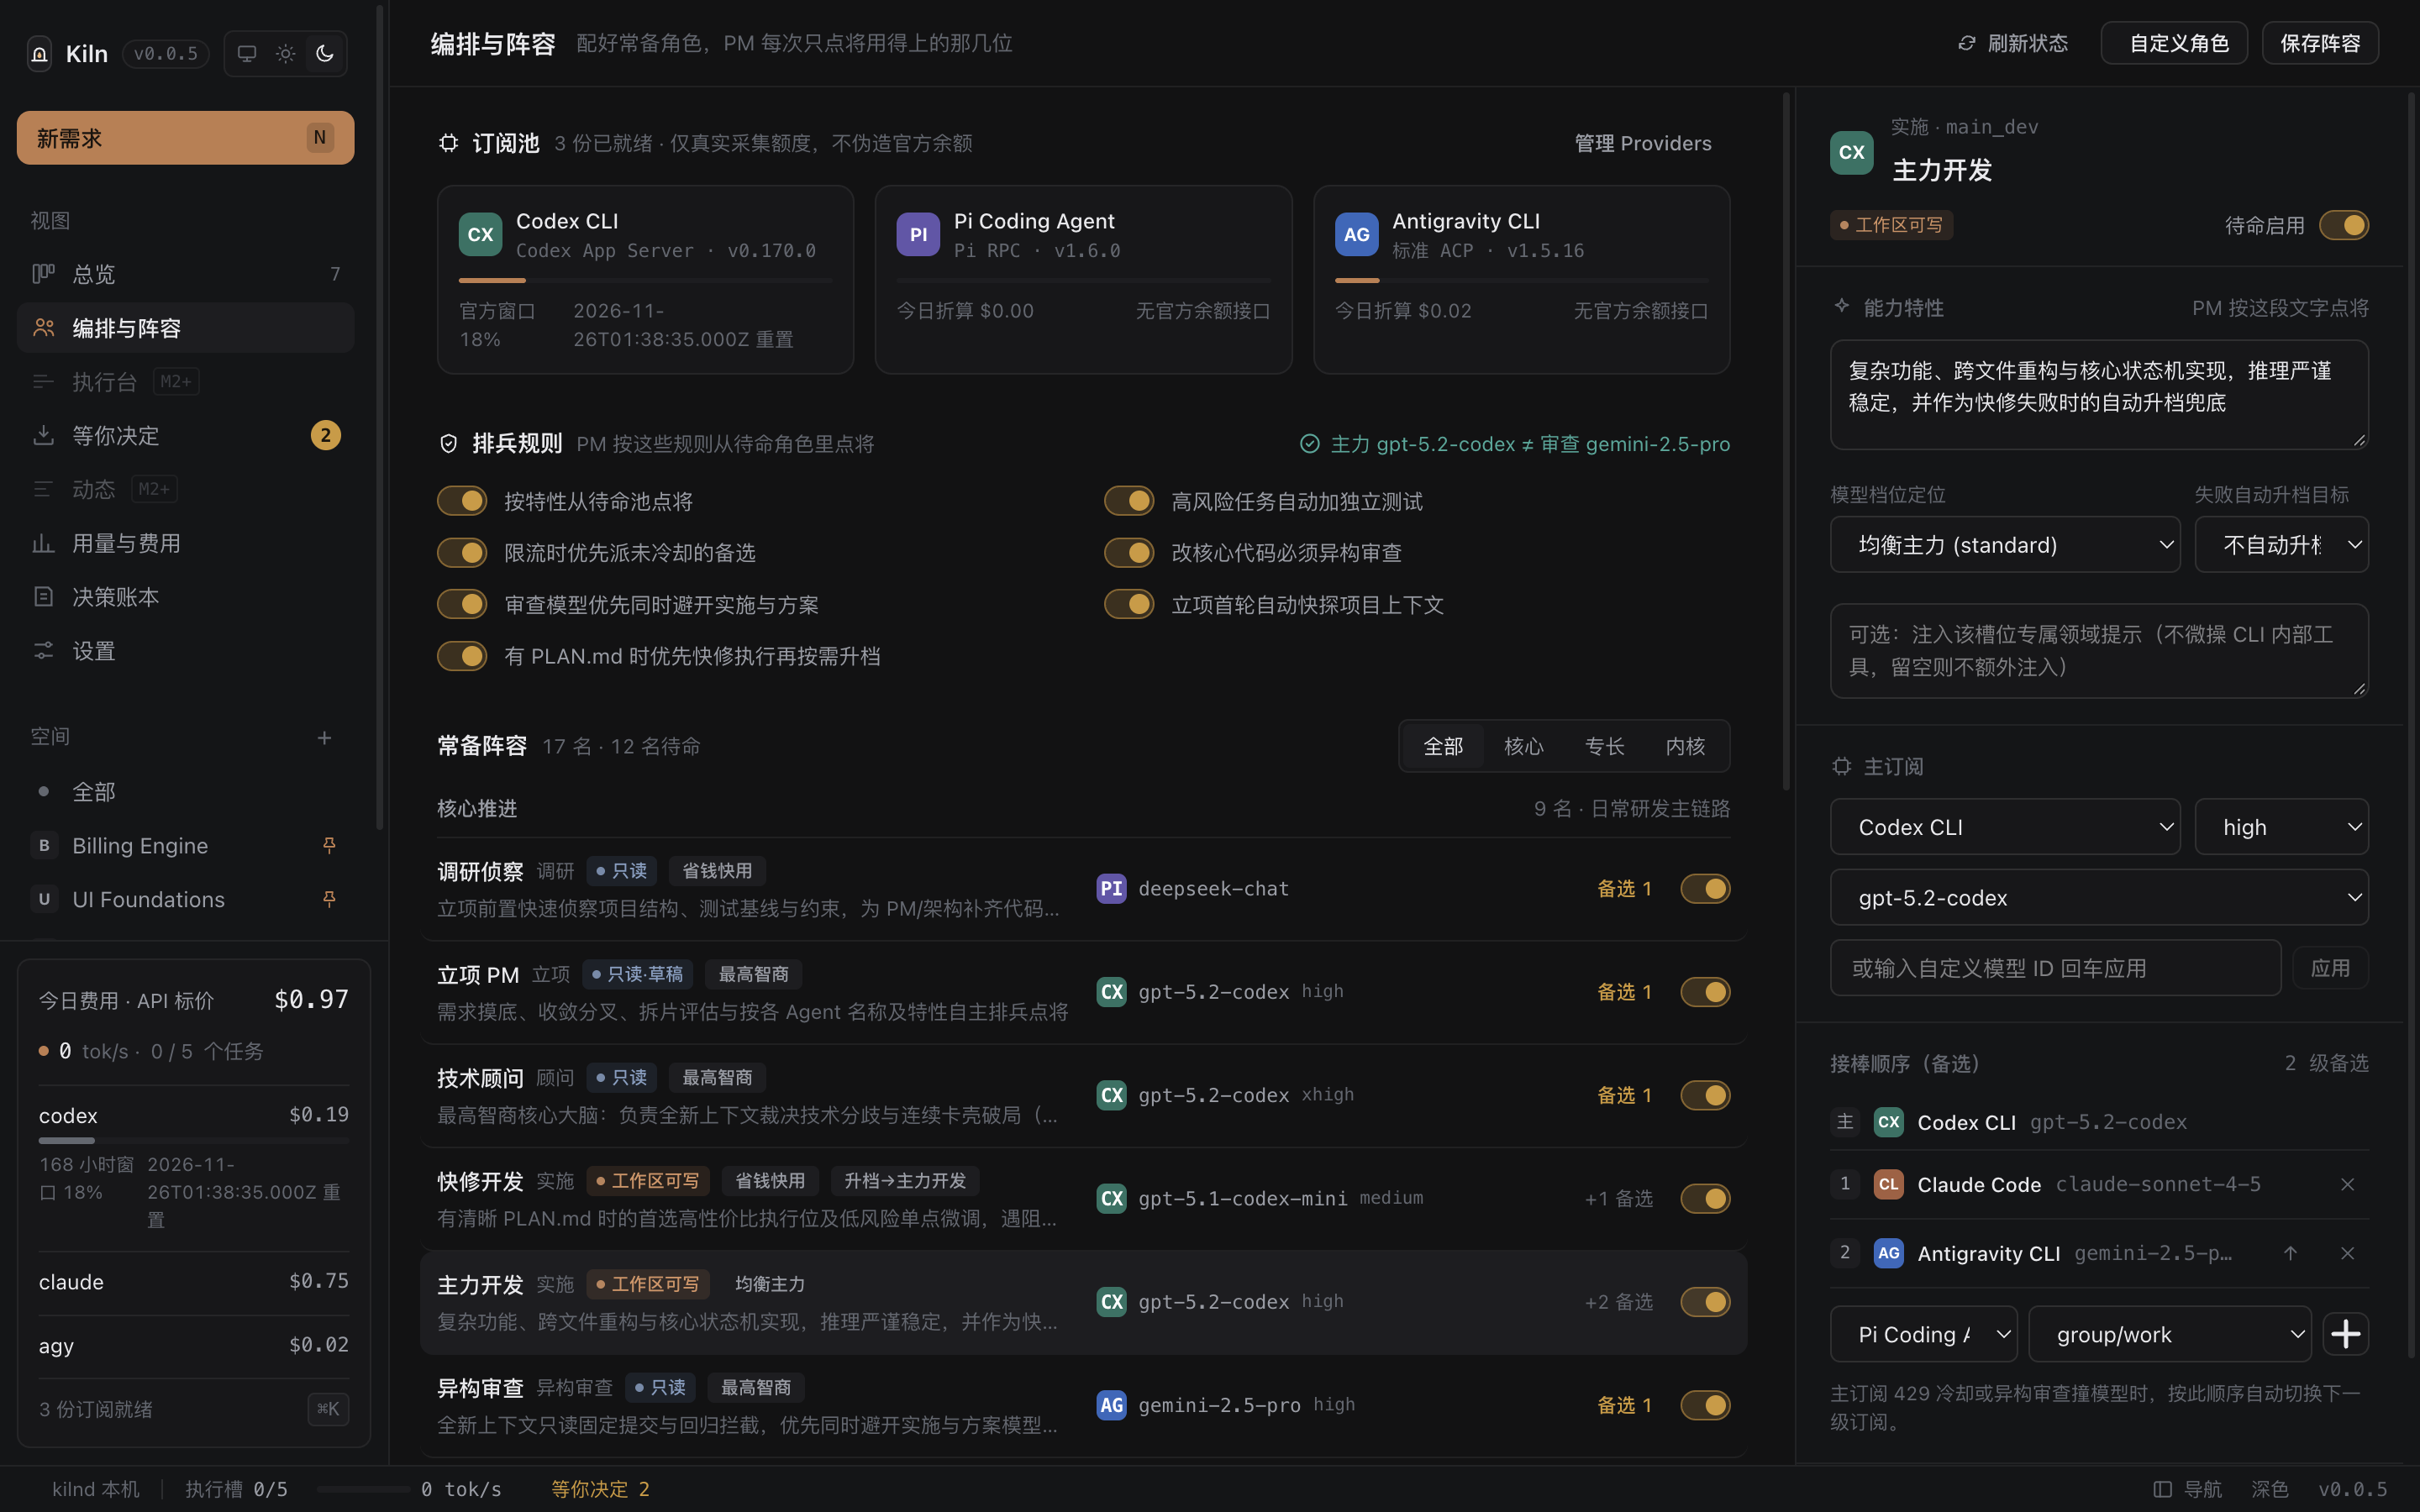 Kiln v0.0.5
新需求 N
视图
总览 7
编排与阵容
执行台 M2+
等你决定 2
动态 M2+
用量与费用
决策账本
设置
空间 +
全部
B Billing Engine
U UI Foundations
今日费用 · API 标价 $0.97
0 tok/s · 0 / 5 个任务
codex $0.19
168 小时窗口 18%
2026-11-26T01:38:35.000Z 重置
claude $0.75
agy $0.02
3 份订阅就绪 ⌘K
编排与阵容 配好常备角色，PM 每次只点将用得上的那几位
刷新状态 自定义角色 保存阵容
订阅池 3 份已就绪 · 仅真实采集额度，不伪造官方余额 管理 Providers
CX Codex CLI
Codex App Server · v0.170.0
官方窗口 18%
2026-11-26T01:38:35.000Z 重置
PI Pi Coding Agent
Pi RPC · v1.6.0
今日折算 $0.00 无官方余额接口
AG Antigravity CLI
标准 ACP · v1.5.16
今日折算 $0.02 无官方余额接口
排兵规则 PM 按这些规则从待命角色里点将 主力 gpt-5.2-codex ≠ 审查 gemini-2.5-pro
按特性从待命池点将 高风险任务自动加独立测试
限流时优先派未冷却的备选 改核心代码必须异构审查
审查模型优先同时避开实施与方案 立项首轮自动快探项目上下文
有 PLAN.md 时优先快修执行再按需升档
常备阵容 17 名 · 12 名待命 全部 核心 专长 内核
核心推进 9 名 · 日常研发主链路
调研侦察 调研 只读 省钱快用 PI deepseek-chat 备选 1
立项前置快速侦察项目结构、测试基线与约束，为 PM/架构补齐代码...
立项 PM 立项 只读·草稿 最高智商 CX gpt-5.2-codex high 备选 1
需求摸底、收敛分叉、拆片评估与按各 Agent 名称及特性自主排兵点将
技术顾问 顾问 只读 最高智商 CX gpt-5.2-codex xhigh 备选 1
最高智商核心大脑：负责全新上下文裁决技术分歧与连续卡壳破局（...
快修开发 实施 工作区可写 省钱快用 升档→主力开发 CX gpt-5.1-codex-mini medium +1 备选
有清晰 PLAN.md 时的首选高性价比执行位及低风险单点微调，遇阻...
主力开发 实施 工作区可写 均衡主力 CX gpt-5.2-codex high +2 备选
复杂功能、跨文件重构与核心状态机实现，推理严谨稳定，并作为快...
异构审查 异构审查 只读 最高智商 AG gemini-2.5-pro high 备选 1
全新上下文只读固定提交与回归拦截，优先同时避开实施与方案模型...
CX 实施 · main_dev
主力开发
工作区可写 待命启用
能力特性 PM 按这段文字点将
复杂功能、跨文件重构与核心状态机实现，推理严谨
稳定，并作为快修失败时的自动升档兜底
模型档位定位 失败自动升档目标
均衡主力 (standard) 不自动升
可选：注入该槽位专属领域提示（不微操 CLI 内部工
具，留空则不额外注入）
主订阅
Codex CLI high
gpt-5.2-codex
或输入自定义模型 ID 回车应用 应用
接棒顺序（备选） 2 级备选
主 CX Codex CLI gpt-5.2-codex
1 CL Claude Code claude-sonnet-4-5
2 AG Antigravity CLI gemini-2.5-p...
Pi Coding group/work
主订阅 429 冷却或异构审查撞模型时，按此顺序自动切换下一
级订阅。
kilnd 本机 执行槽 0/5 0 tok/s 等你决定 2 导航 深色 v0.0.5